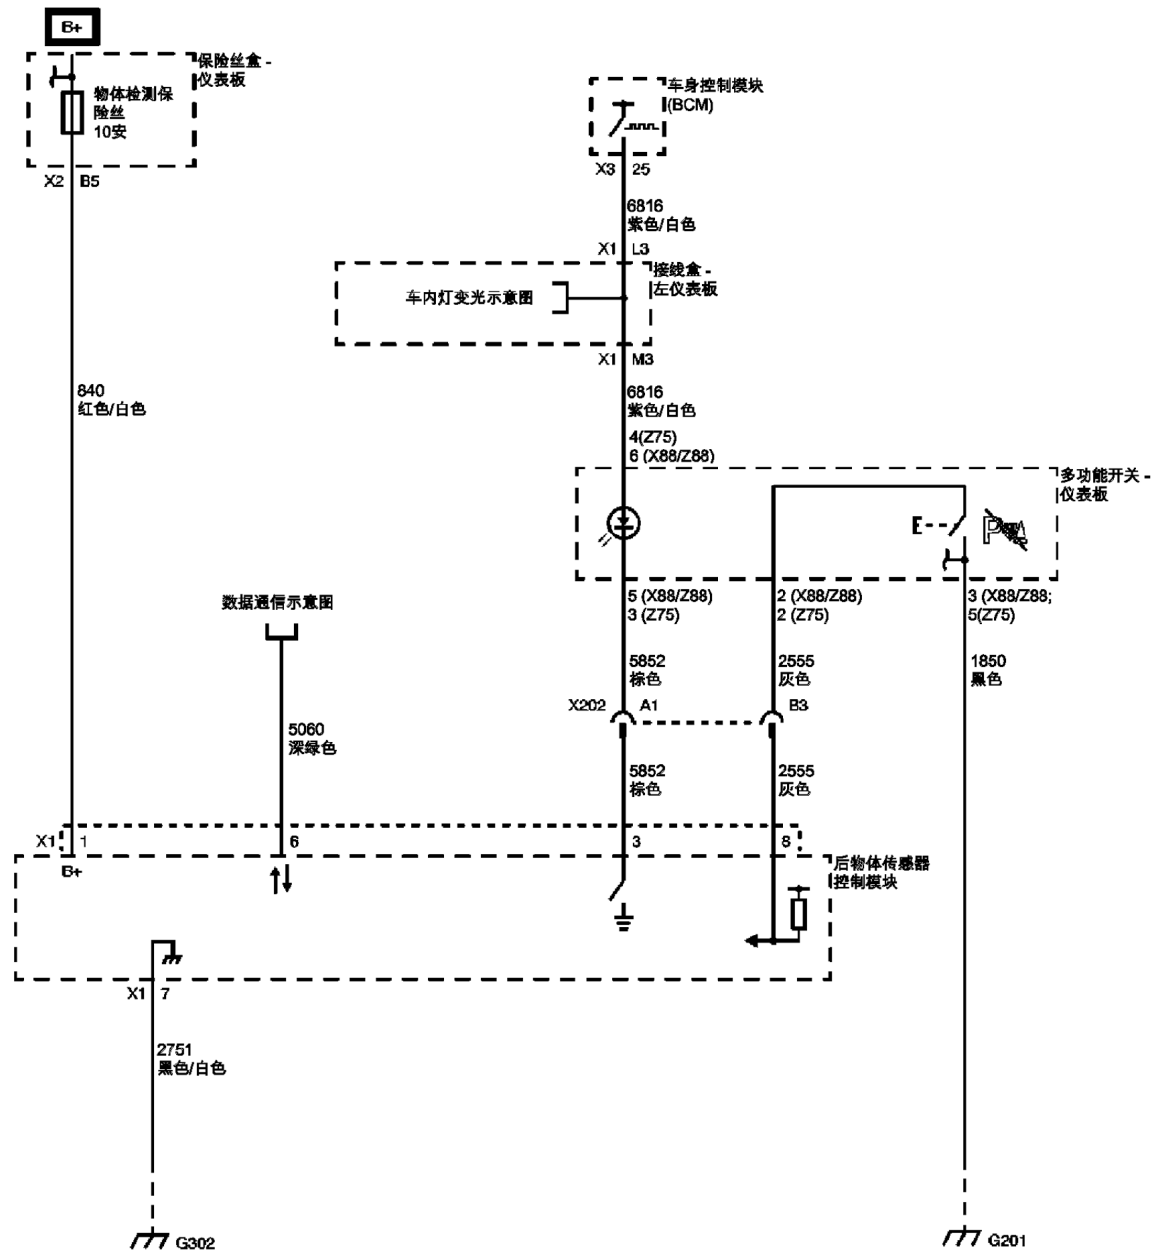 B+
保险丝盒 -
仪表板
物体检测保
险丝
10安
X2 B5
车身控制模块
(BCM)
X3 25
6816
紫色/白色
X1 L3
接线盒 -
左仪表板
车内灯变光示意图
X1 M3
840
红色/白色
6816
紫色/白色
4(Z75)
6 (X88/Z88)
多功能开关 -
仪表板
数据通信示意图
5 (X88/Z88)
3 (Z75)
2 (X88/Z88)
2 (Z75)
3 (X88/Z88;
5(Z75)
5852
棕色
2555
灰色
1850
黑色
X202 A1
B3
5060
深绿色
5852
棕色
2555
灰色
X1 1 6 3 8
B+
后物体传感器
控制模块
X1 7
2751
黑色/白色
G302
G201